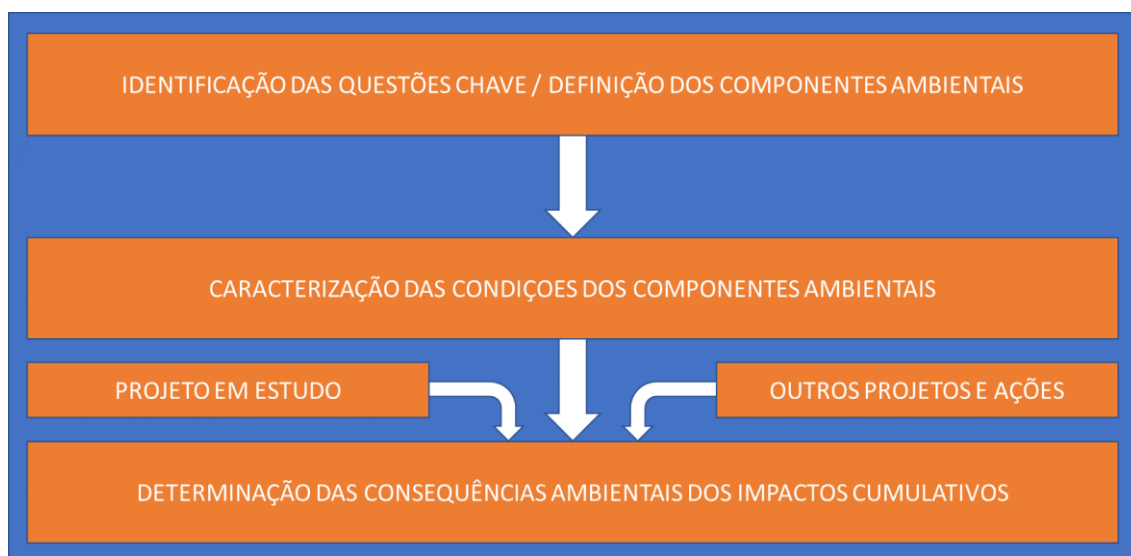 IDENTIFICAÇÃO DAS QUESTÕES CHAVE / DEFINIÇÃO DOS COMPONENTES AMBIENTAIS
CARACTERIZAÇÃO DAS CONDIÇOES DOS COMPONENTES AMBIENTAIS
PROJETO EM ESTUDO
OUTROS PROJETOS E AÇÕES
DETERMINAÇÃO DAS CONSEQUÊNCIAS AMBIENTAIS DOS IMPACTOS CUMULATIVOS